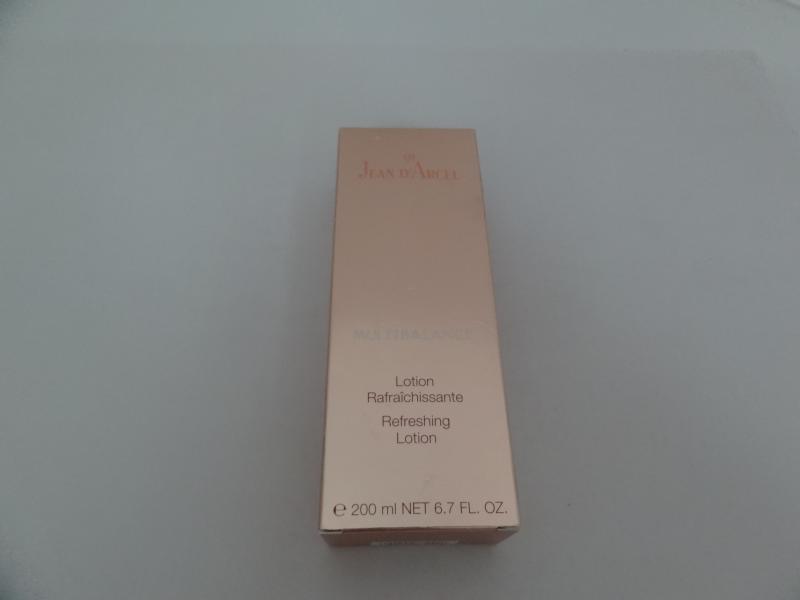 JEAN D'ARCEL
MULTIBALANCE
Lotion
Rafraîchissante
Refreshing
Lotion
℮ 200 ml NET 6.7 FL. OZ.